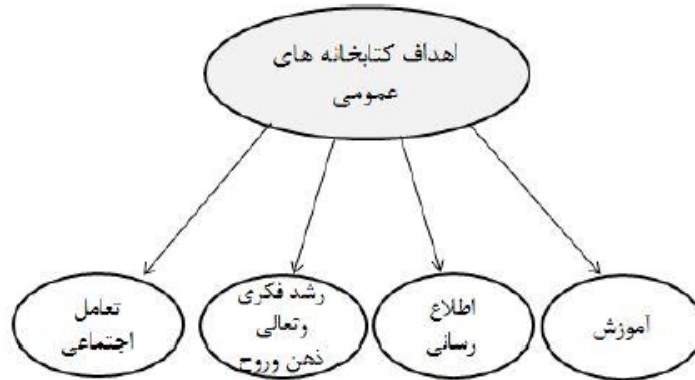 اهداف کتابخانه های
عمومی
آموزش
اطلاع
رسانی
رشد فکری
وتعالی
ذهن وروح
تعامل
اجتماعی